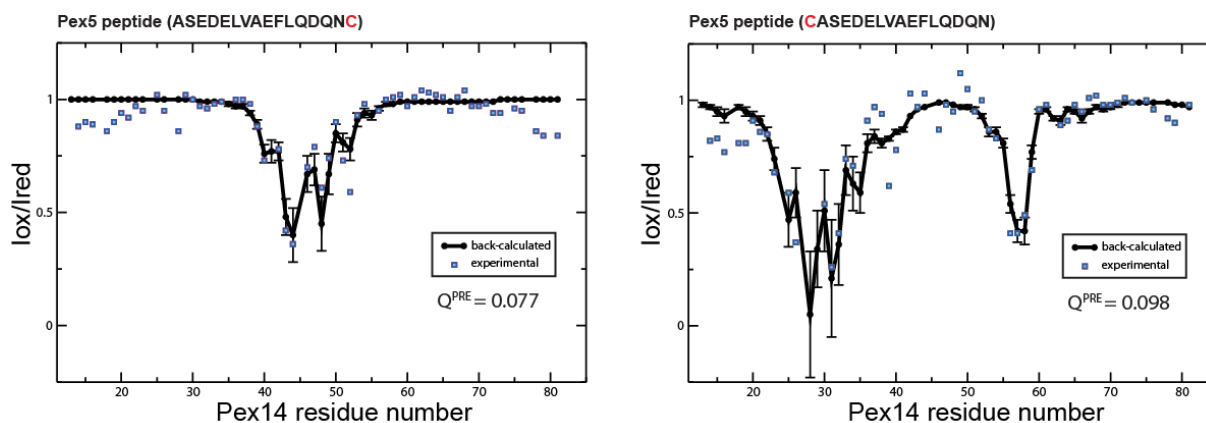 Pex5 peptide (ASEDELVAEFLQDQNC)
Iox/Ired
1
0.5
0
back-calculated
experimental
Q^PRE = 0.077
20 30 40 50 60 70 80
Pex14 residue number
Pex5 peptide (CASEDELVAEFLQDQN)
Iox/Ired
1
0.5
0
back-calculated
experimental
Q^PRE = 0.098
20 30 40 50 60 70 80
Pex14 residue number